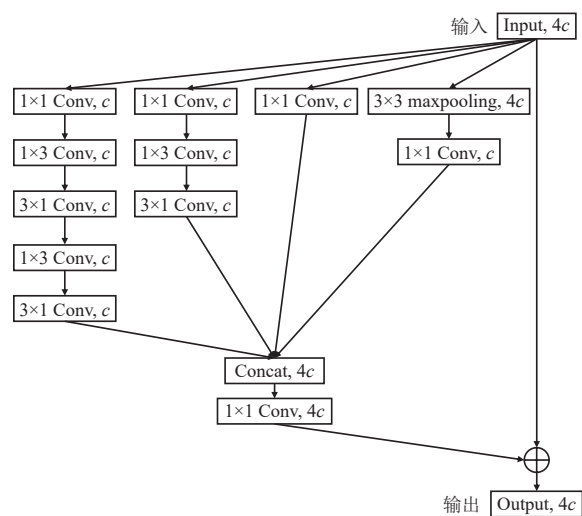 输入 Input, 4c
1×1 Conv, c 1×1 Conv, c 1×1 Conv, c 3×3 maxpooling, 4c
1×3 Conv, c 1×3 Conv, c 1×1 Conv, c
3×1 Conv, c 3×1 Conv, c
1×3 Conv, c
3×1 Conv, c
Concat, 4c
1×1 Conv, 4c
输出 Output, 4c